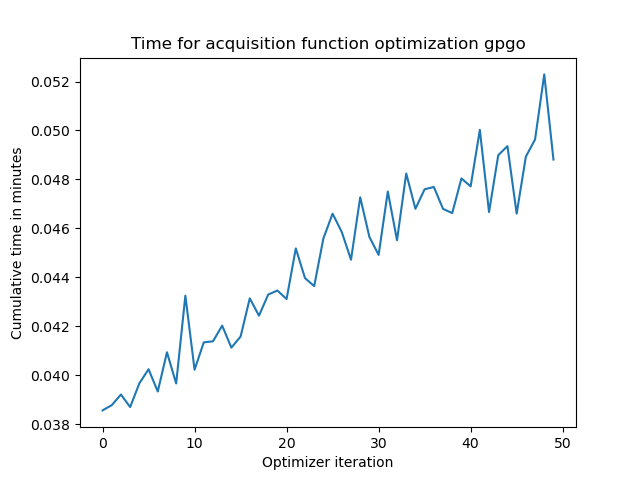 Time for acquisition function optimization gpgo
0.052
0.050
0.048
0.046
0.044
0.042
0.040
0.038
Cumulative time in minutes
0 10 20 30 40 50
Optimizer iteration